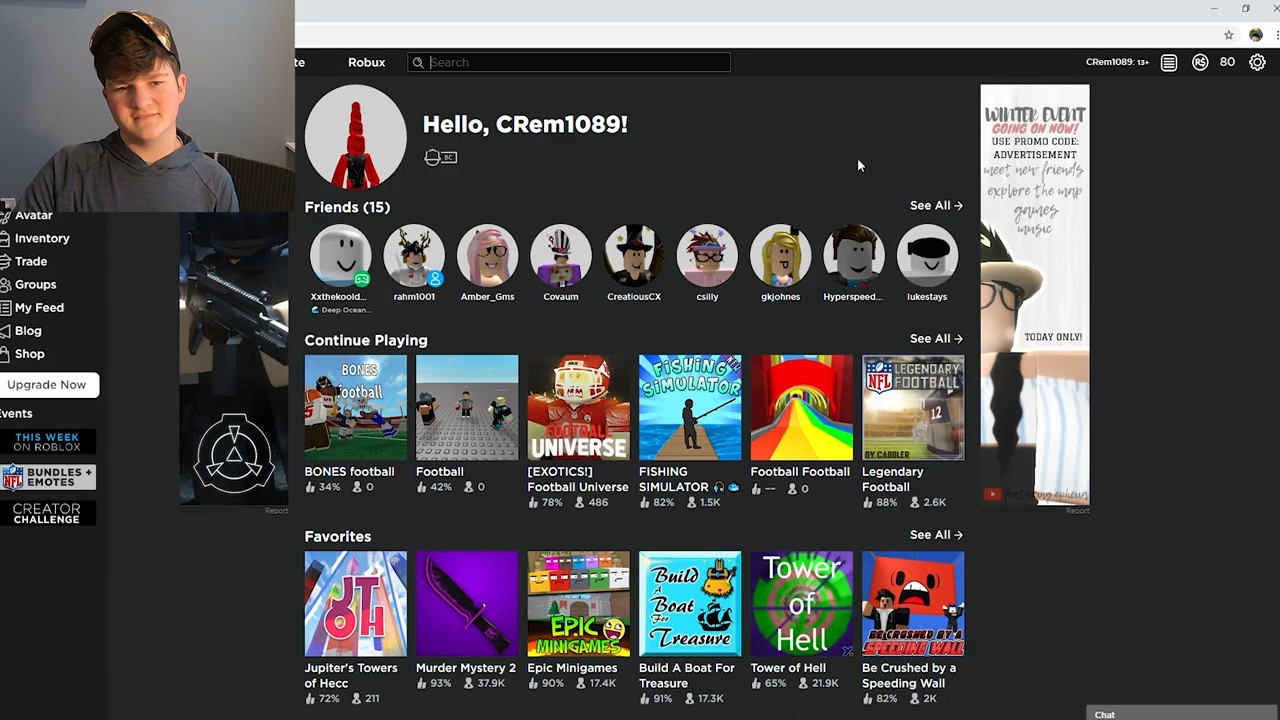 te
Robux
Search
CRem1089: 13+
80
Hello, CRem1089!
BC
Friends (15)
See All →
Avatar
Inventory
Trade
Groups
My Feed
Blog
Shop
Upgrade Now
Events
THIS WEEK
ON ROBLOX
NFL BUNDLES +
EMOTES
CREATOR
CHALLENGE
Xxthekoold...
Deep Ocean...
rahm1001
Amber_Gms
Covaum
CreatiousCX
csilly
gkjohnes
Hyperspeed...
lukestays
Continue Playing
See All →
BONES
football
FOOTBALL
UNIVERSE
FISHING
SIMULATOR
NFL
LEGENDARY
FOOTBALL
12
BY CABBLER
BONES football
34% 0
Football
42% 0
[EXOTICS!]
Football Universe
78% 486
FISHING
SIMULATOR
82% 1.5K
Football Football
-- 0
Legendary
Football
88% 2.6K
Favorites
See All →
JT
OH
EPIC
MINIGAMES
Build
A
Boat
For
Treasure
Tower
of
Hell
BE CRUSHED BY A
SPEEDING WALL
Jupiter's Towers
of Hecc
72% 211
Murder Mystery 2
93% 37.9K
Epic Minigames
90% 17.4K
Build A Boat For
Treasure
91% 17.3K
Tower of Hell
65% 21.9K
Be Crushed by a
Speeding Wall
82% 2K
WINTER EVENT
GOING ON NOW!
USE PROMO CODE:
ADVERTISEMENT
meet new friends
explore the map
games
music
TODAY ONLY!
Report
Report
Chat